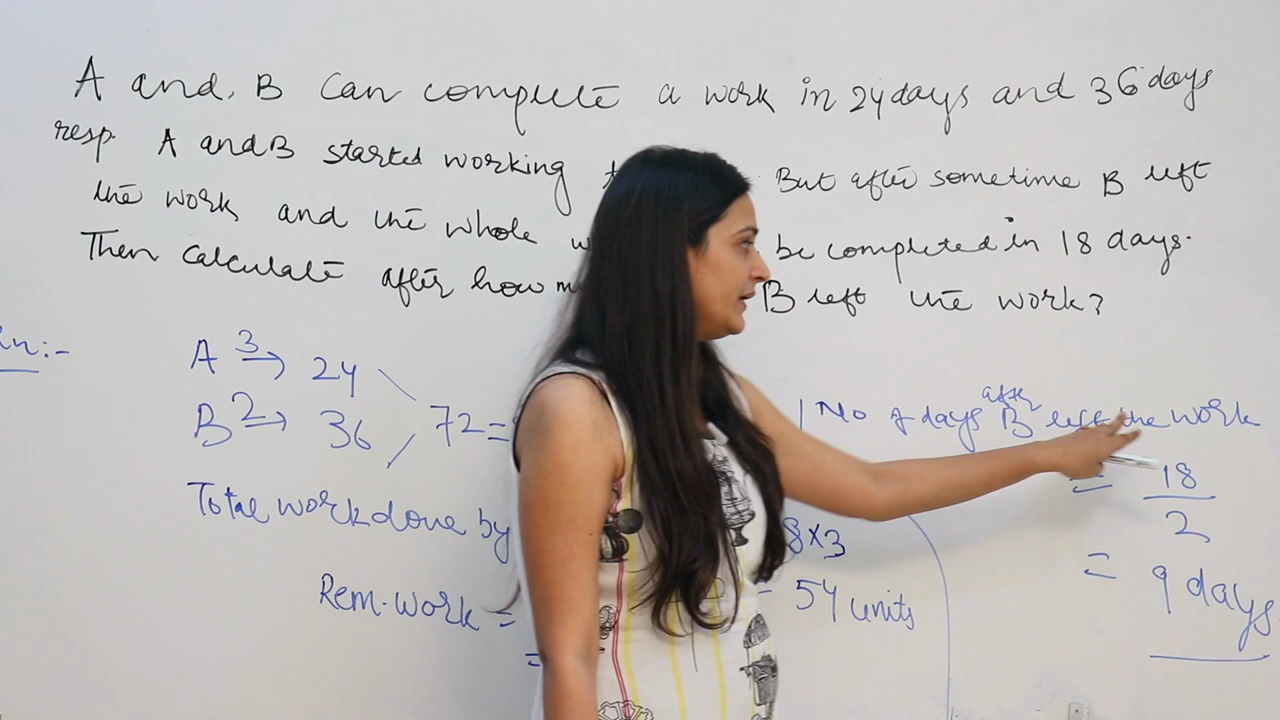 A and B can complete a work in 24 days and 36 days
resp. A and B started working But after sometime B left
the work and the whole be completed in 18 days.
Then calculate after how B left the work?
A 3→ 24
B 2→ 36
72=
Total work done by
8×3
= 54 units
Rem. work =
=
No of days after B left the work
= 18/2
= 9 days